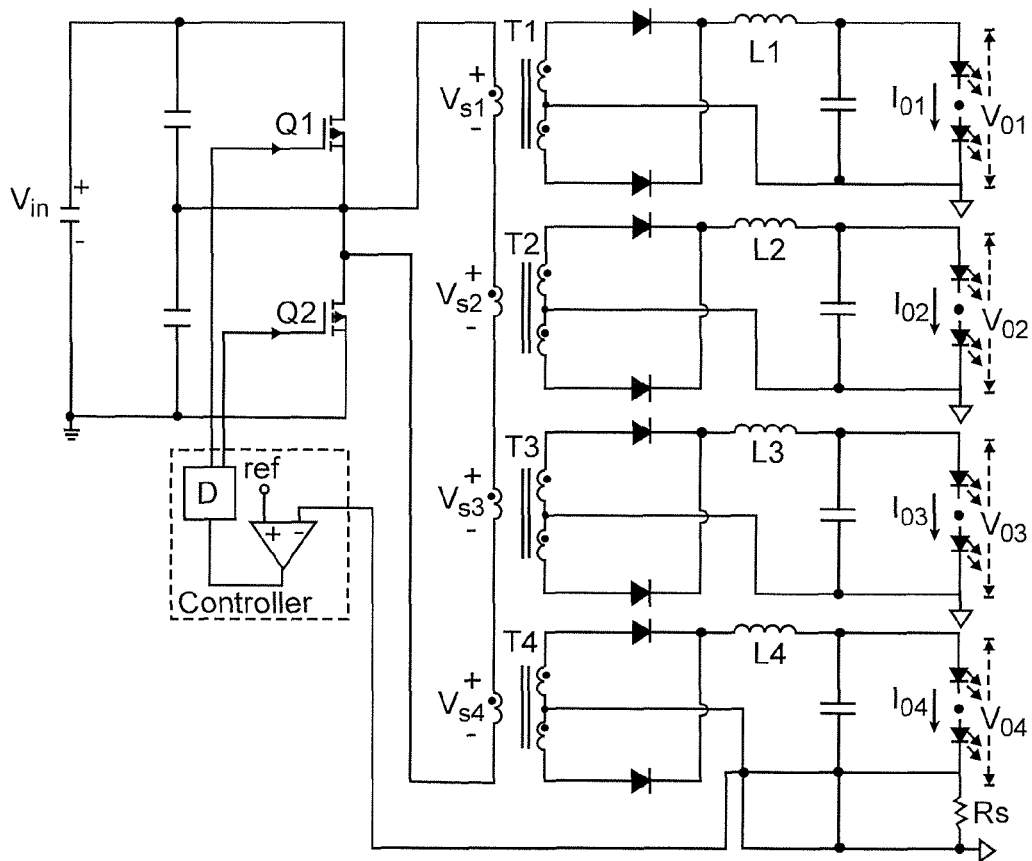 T1
+
Vs1
-
L1
I01
V01
Q1
Vin
+
-
Q2
T2
+
Vs2
-
L2
I02
V02
T3
+
Vs3
-
L3
I03
V03
D
ref
+ -
Controller
T4
+
Vs4
-
L4
I04
V04
Rs